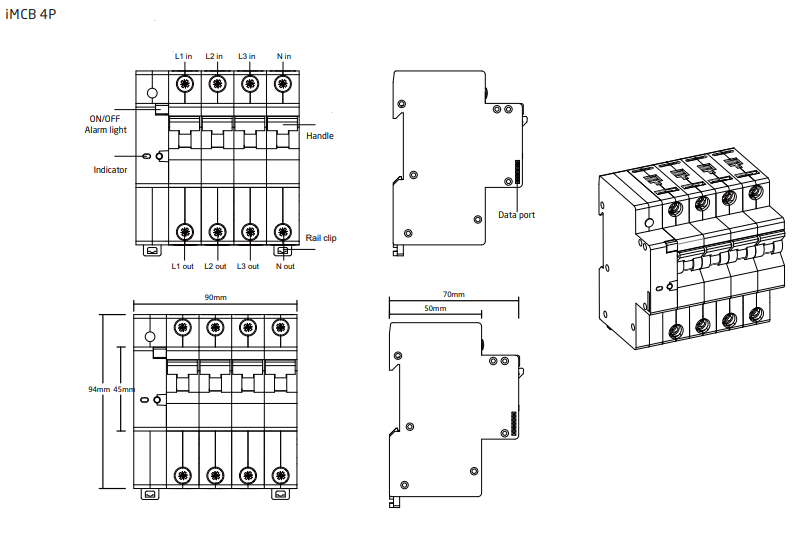 iMCB 4P
L1 in L2 in L3 in N in
ON/OFF
Alarm light
Handle
Indicator
Data port
Rail clip
L1 out L2 out L3 out N out
90mm
70mm
50mm
94mm 45mm